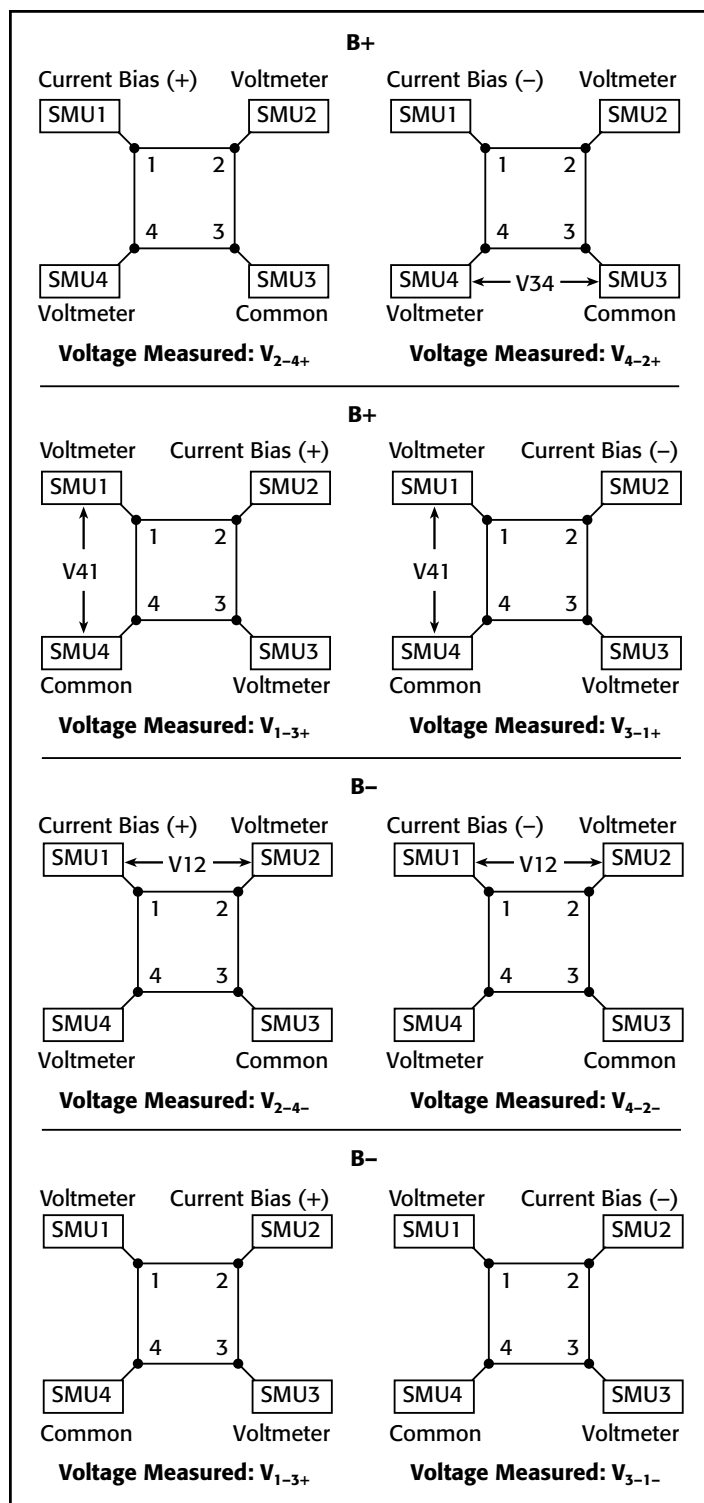 B+
Current Bias (+) Voltmeter Current Bias (–) Voltmeter
SMU1 SMU2 SMU1 SMU2
1 2 1 2
4 3 4 3
SMU4 SMU3 SMU4 V34 SMU3
Voltmeter Common Voltmeter Common
Voltage Measured: V2–4+ Voltage Measured: V4–2+
B+
Voltmeter Current Bias (+) Voltmeter Current Bias (–)
SMU1 SMU2 SMU1 SMU2
1 2 1 2
V41 V41
4 3 4 3
SMU4 SMU3 SMU4 SMU3
Common Voltmeter Common Voltmeter
Voltage Measured: V1–3+ Voltage Measured: V3–1+
B–
Current Bias (+) Voltmeter Current Bias (–) Voltmeter
SMU1 V12 SMU2 SMU1 V12 SMU2
1 2 1 2
4 3 4 3
SMU4 SMU3 SMU4 SMU3
Voltmeter Common Voltmeter Common
Voltage Measured: V2–4- Voltage Measured: V4–2-
B–
Voltmeter Current Bias (+) Voltmeter Current Bias (–)
SMU1 SMU2 SMU1 SMU2
1 2 1 2
4 3 4 3
SMU4 SMU3 SMU4 SMU3
Common Voltmeter Common Voltmeter
Voltage Measured: V1–3+ Voltage Measured: V3–1-